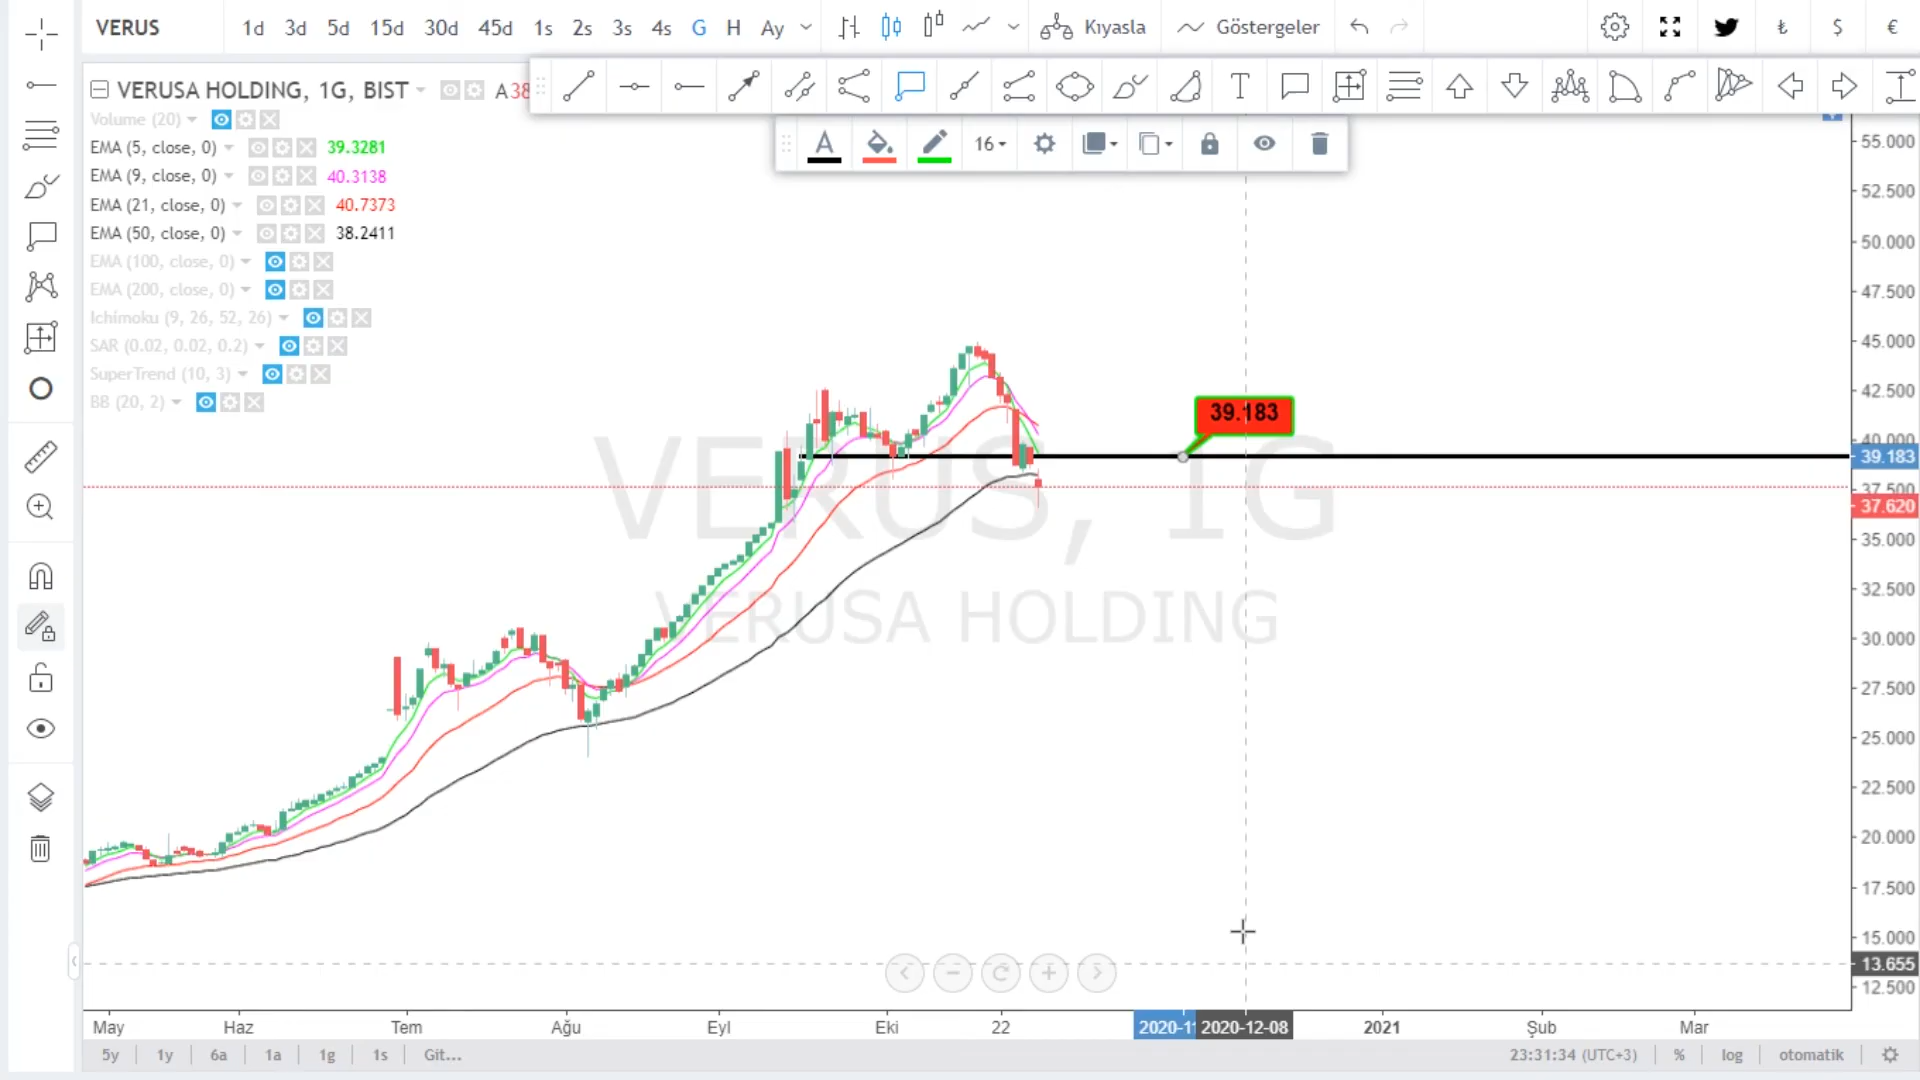 VERUS 1d 3d 5d 15d 30d 45d 1s 2s 3s 4s G H Ay Kıyasla Göstergeler ₺ $ €
VERUSA HOLDING, 1G, BIST A38
T
Volume (20)
A 16
EMA (5, close, 0) 39.3281
EMA (9, close, 0) 40.3138
EMA (21, close, 0) 40.7373
EMA (50, close, 0) 38.2411
EMA (100, close, 0)
EMA (200, close, 0)
Ichimoku (9, 26, 52, 26)
SAR (0.02, 0.02, 0.2)
SuperTrend (10, 3)
BB (20, 2)
39.183
VERUS, 1G
VERUSA HOLDING
55.000
52.500
50.000
47.500
45.000
42.500
40.000
39.183
37.500
37.620
35.000
32.500
30.000
27.500
25.000
22.500
20.000
17.500
15.000
13.655
12.500
May Haz Tem Ağu Eyl Eki 22 2020-11 2020-12-08 2021 Şub Mar
5y 1y 6a 1a 1g 1s Git... 23:31:34 (UTC+3) % log otomatik